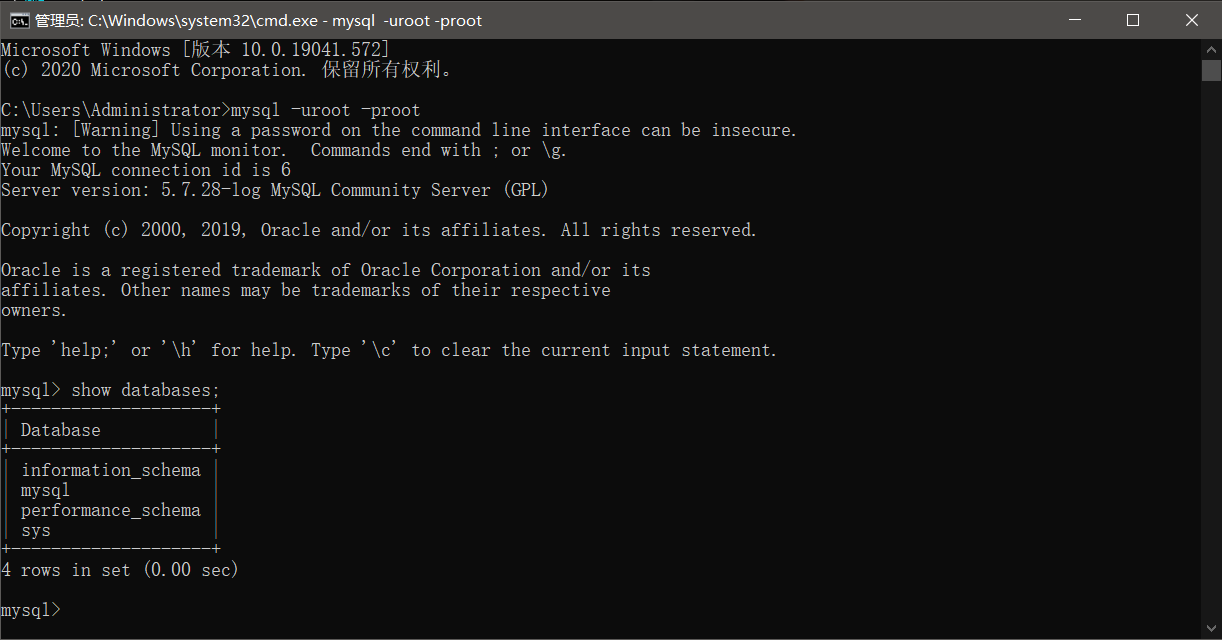 管理员: C:\Windows\system32\cmd.exe - mysql  -uroot -proot
Microsoft Windows [版本 10.0.19041.572]
(c) 2020 Microsoft Corporation. 保留所有权利。
C:\Users\Administrator>mysql -uroot -proot
mysql: [Warning] Using a password on the command line interface can be insecure.
Welcome to the MySQL monitor.  Commands end with ; or \g.
Your MySQL connection id is 6
Server version: 5.7.28-log MySQL Community Server (GPL)
Copyright (c) 2000, 2019, Oracle and/or its affiliates. All rights reserved.
Oracle is a registered trademark of Oracle Corporation and/or its
affiliates. Other names may be trademarks of their respective
owners.
Type 'help;' or '\h' for help. Type '\c' to clear the current input statement.
mysql> show databases;
+--------------------+
| Database           |
+--------------------+
| information_schema |
| mysql              |
| performance_schema |
| sys                |
+--------------------+
4 rows in set (0.00 sec)
mysql>